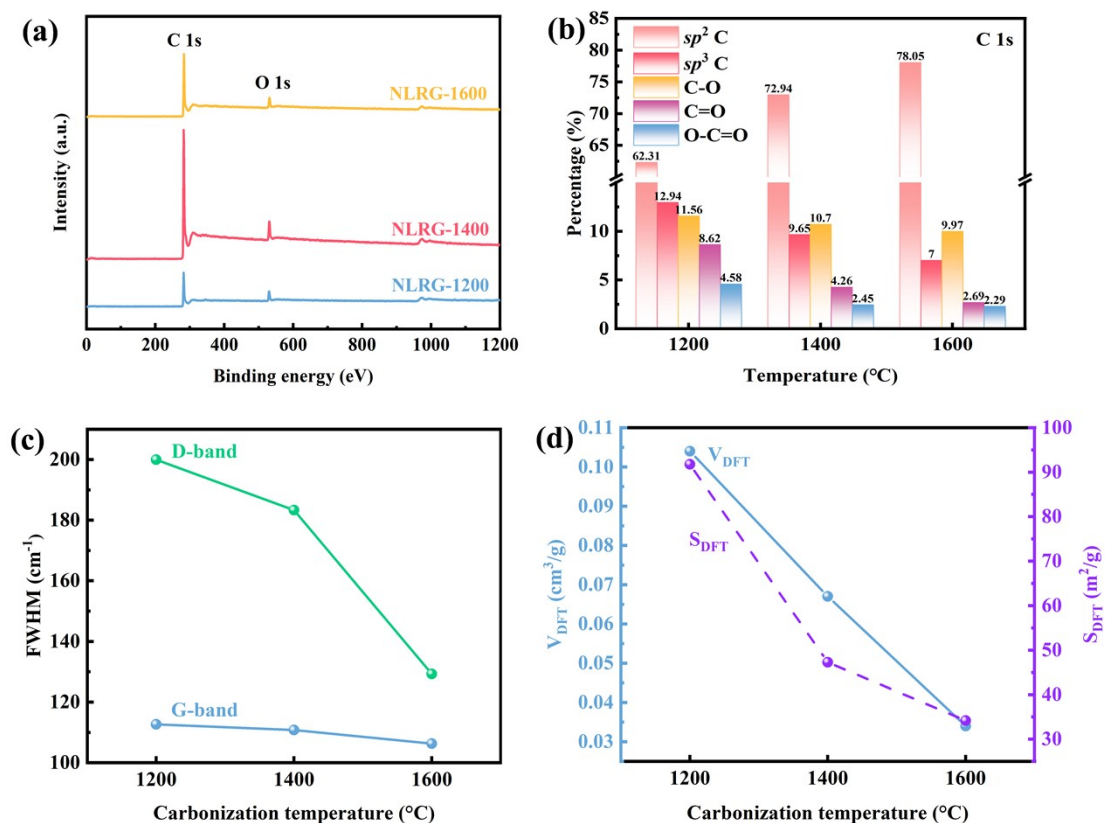 (a)
C 1s
O 1s
NLRG-1600
NLRG-1400
NLRG-1200
Intensity (a.u.)
0 200 400 600 800 1000 1200
Binding energy (eV)
(b)
C 1s
sp² C
sp³ C
C-O
C=O
O-C=O
85
80
75
70
65
10
5
0
Percentage (%)
62.31
12.94
11.56
8.62
4.58
72.94
9.65
10.7
4.26
2.45
78.05
7
9.97
2.69
2.29
1200 1400 1600
Temperature (°C)
(c)
D-band
G-band
200
180
160
140
120
100
FWHM (cm⁻¹)
1200 1400 1600
Carbonization temperature (°C)
(d)
V_DFT
S_DFT
0.11
0.10
0.09
0.08
0.07
0.06
0.05
0.04
0.03
V_DFT (cm³/g)
100
90
80
70
60
50
40
30
S_DFT (m²/g)
1200 1400 1600
Carbonization temperature (°C)